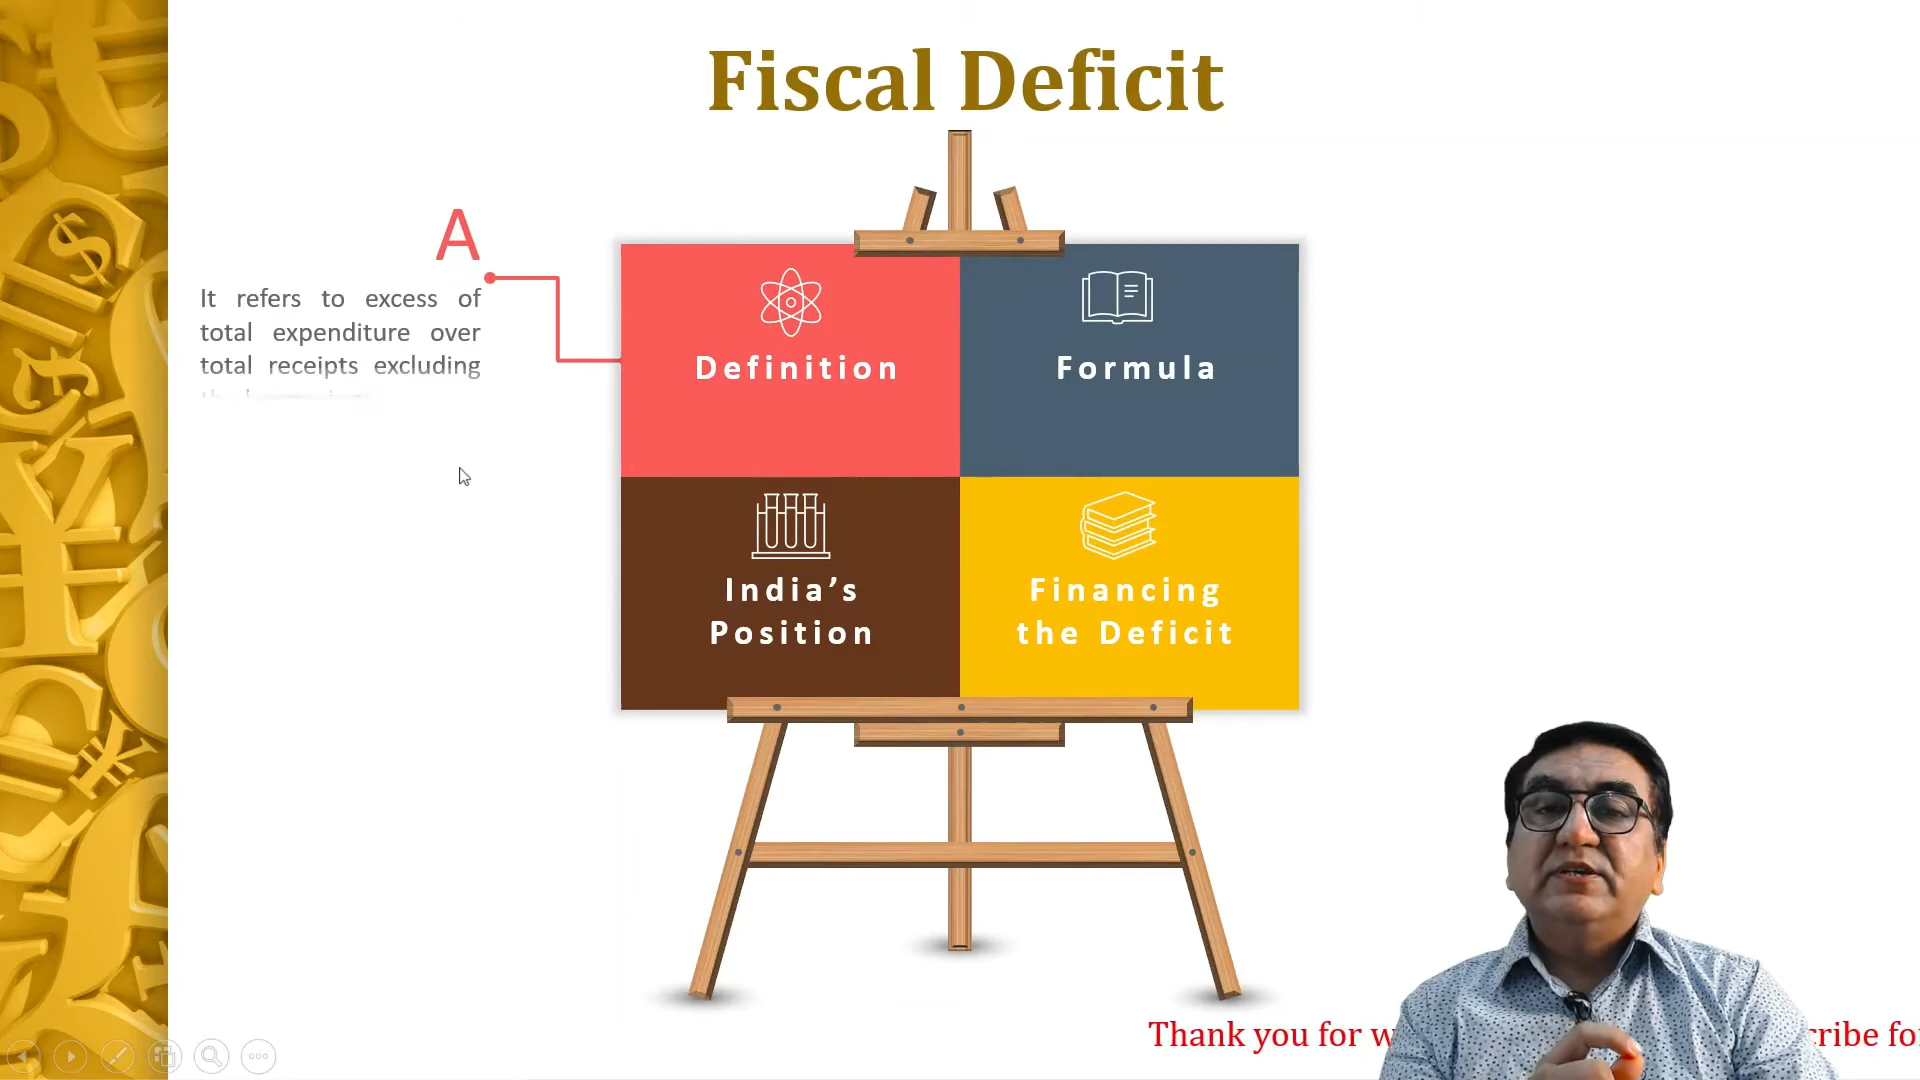 Fiscal Deficit
A
It refers to excess of
total expenditure over
total receipts excluding
Definition
Formula
India’s
Position
Financing
the Deficit
Thank you for w
cribe fo